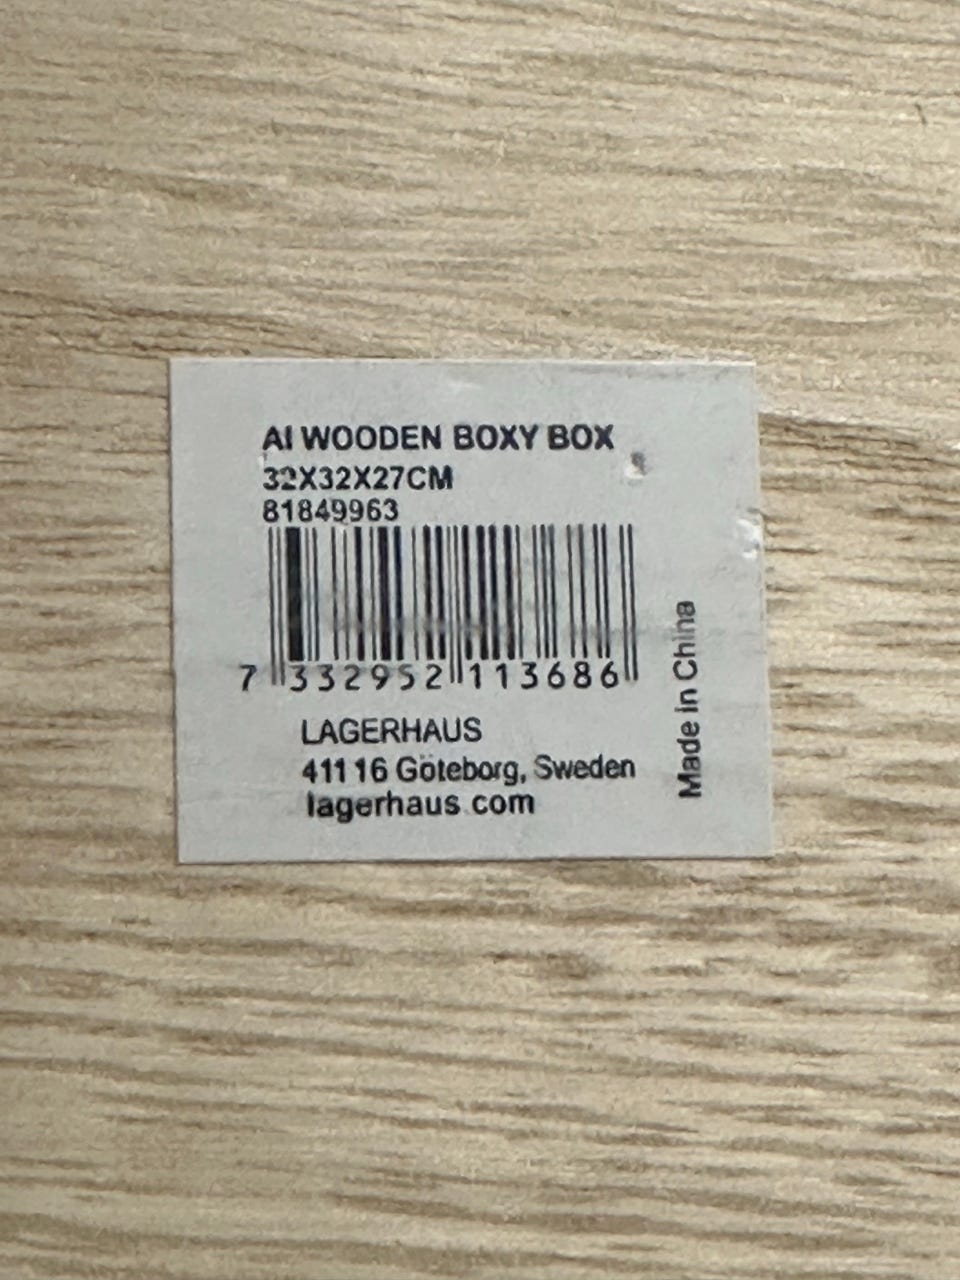 AI WOODEN BOXY BOX
32X32X27CM
81849963
7 332952 113686
LAGERHAUS
411 16 Göteborg, Sweden
lagerhaus.com
Made in China